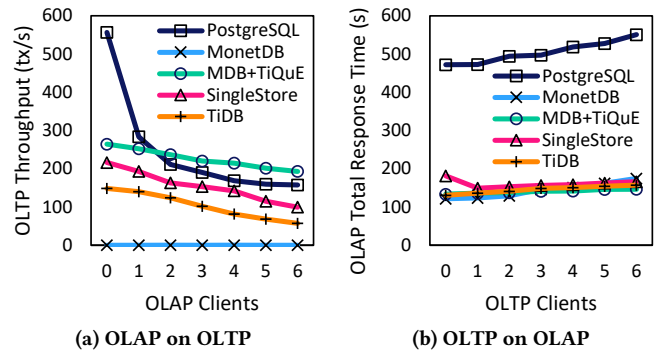 OLTP Throughput (tx/s)
600
500
400
300
200
100
0
PostgreSQL
MonetDB
MDB+TiQuE
SingleStore
TiDB
0 1 2 3 4 5 6
OLAP Clients
(a) OLAP on OLTP
OLAP Total Response Time (s)
600
500
400
300
200
100
0
PostgreSQL
MonetDB
MDB+TiQuE
SingleStore
TiDB
0 1 2 3 4 5 6
OLTP Clients
(b) OLTP on OLAP